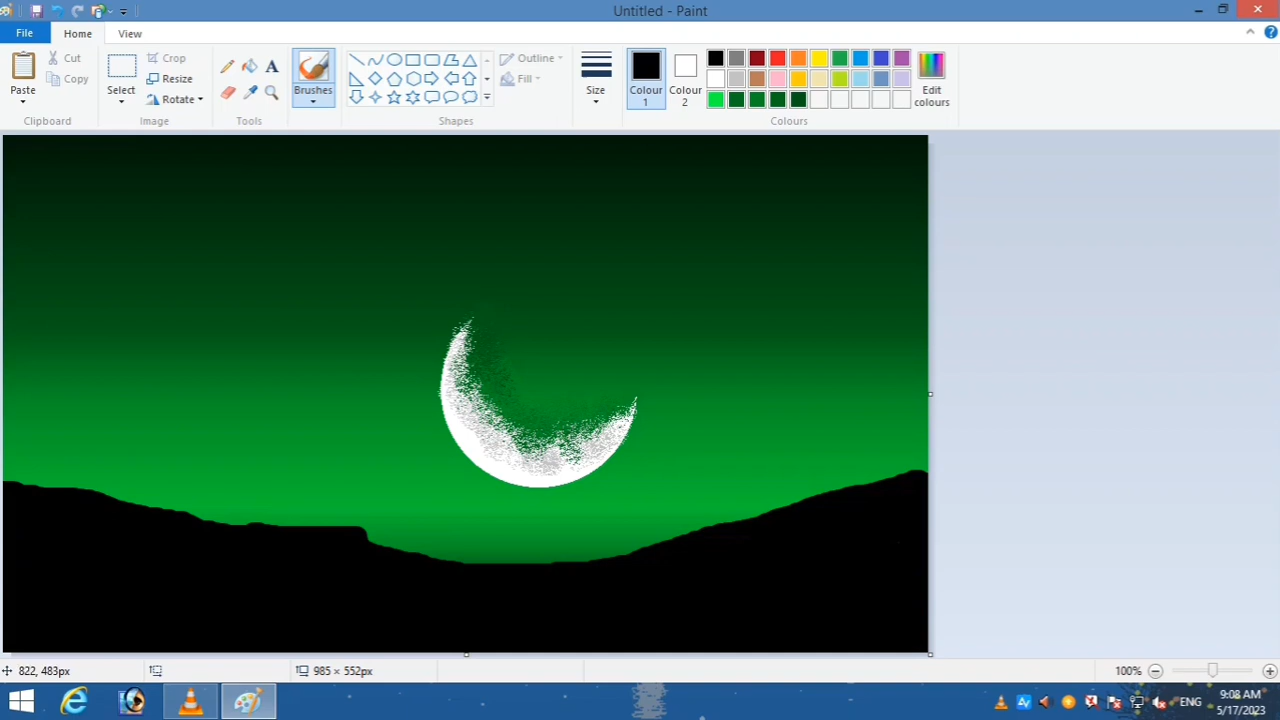 Untitled - Paint
File Home View
Paste
Cut
Copy
Clipboard
Select
Crop
Resize
Rotate
Image
A
Tools
Brushes
Outline
Fill
Shapes
Size
Colour 1
Colour 2
Edit colours
Colours
822, 483px
985 × 552px
100%
ENG
9:08 AM
5/17/2023